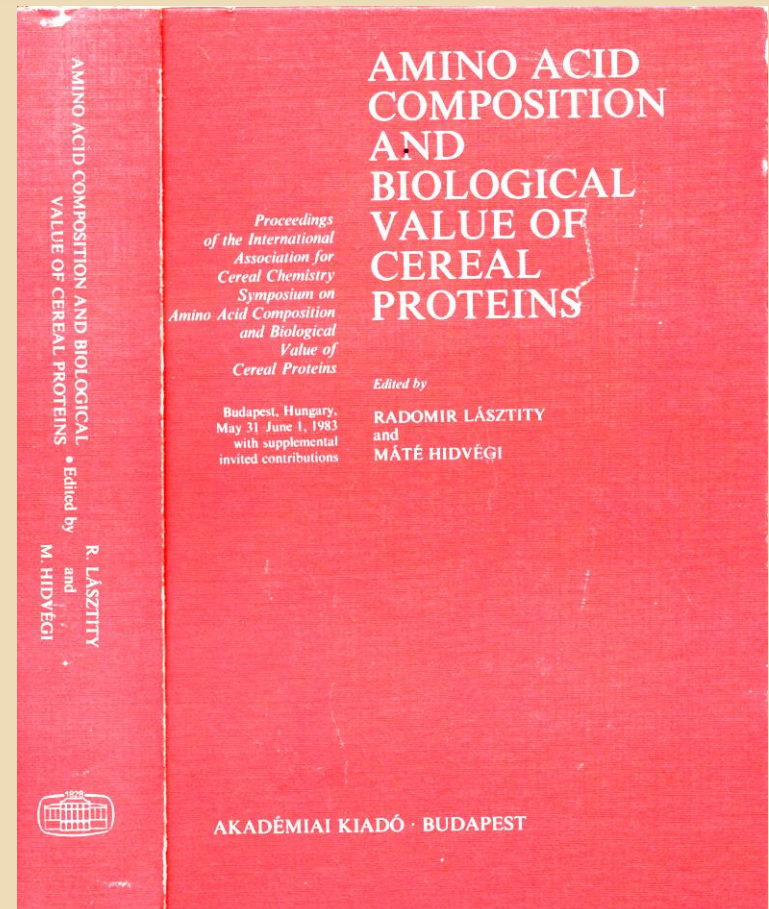 AMINO ACID COMPOSITION AND BIOLOGICAL
VALUE OF CEREAL PROTEINS • Edited by
R. LÁSZTITY
and
M. HIDVÉGI
1828
AMINO ACID
COMPOSITION
AND
BIOLOGICAL
VALUE OF
CEREAL
PROTEINS
Proceedings
of the International
Association for
Cereal Chemistry
Symposium on
Amino Acid Composition
and Biological
Value of
Cereal Proteins
Budapest, Hungary,
May 31 June 1, 1983
with supplemental
invited contributions
Edited by
RADOMIR LÁSZTITY
and
MÁTÉ HIDVÉGI
AKADÉMIAI KIADÓ · BUDAPEST